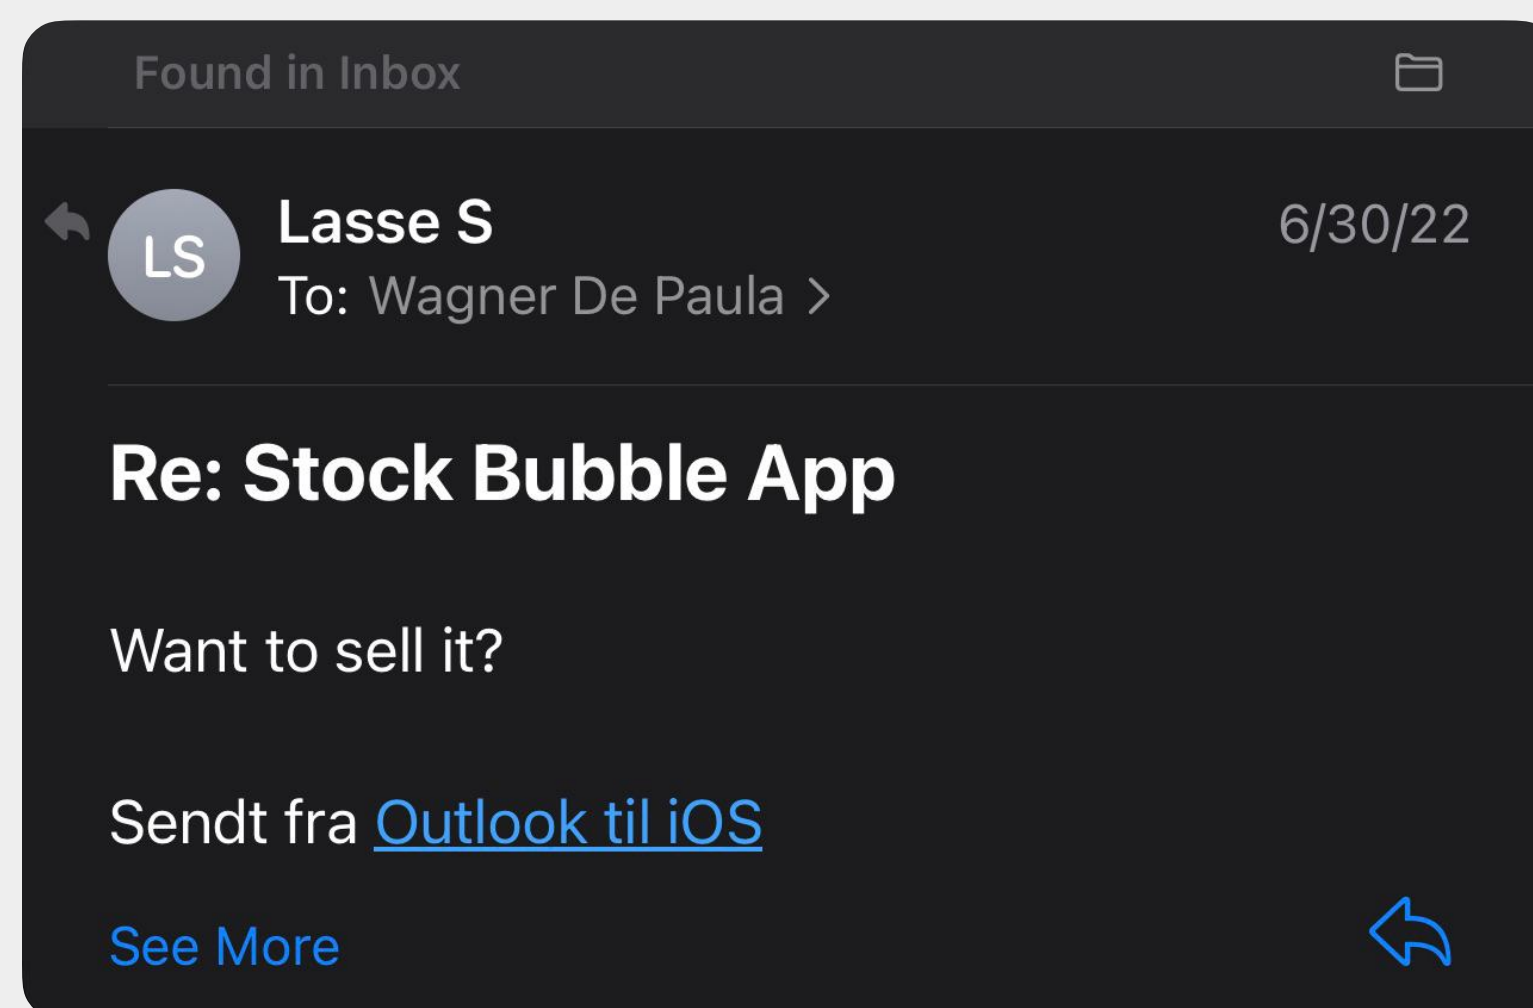 Found in Inbox
LS
Lasse S
6/30/22
To: Wagner De Paula >
Re: Stock Bubble App
Want to sell it?
Sendt fra Outlook til iOS
See More